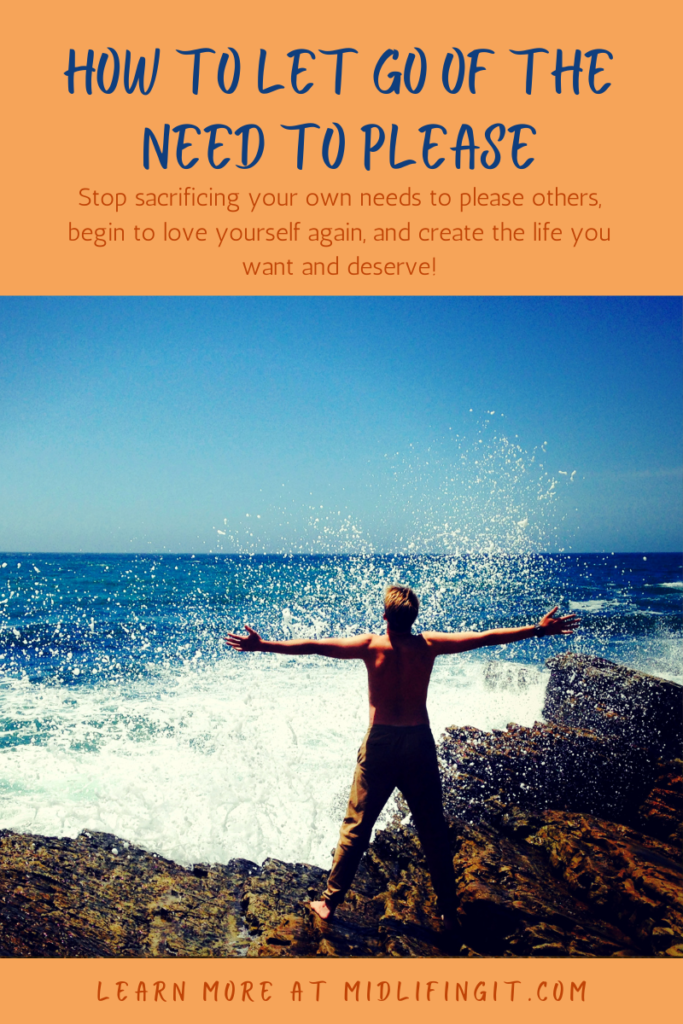 HOW TO LET GO OF THE
NEED TO PLEASE
Stop sacrificing your own needs to please others,
begin to love yourself again, and create the life you
want and deserve!
LEARN MORE AT MIDLIFINGIT.COM